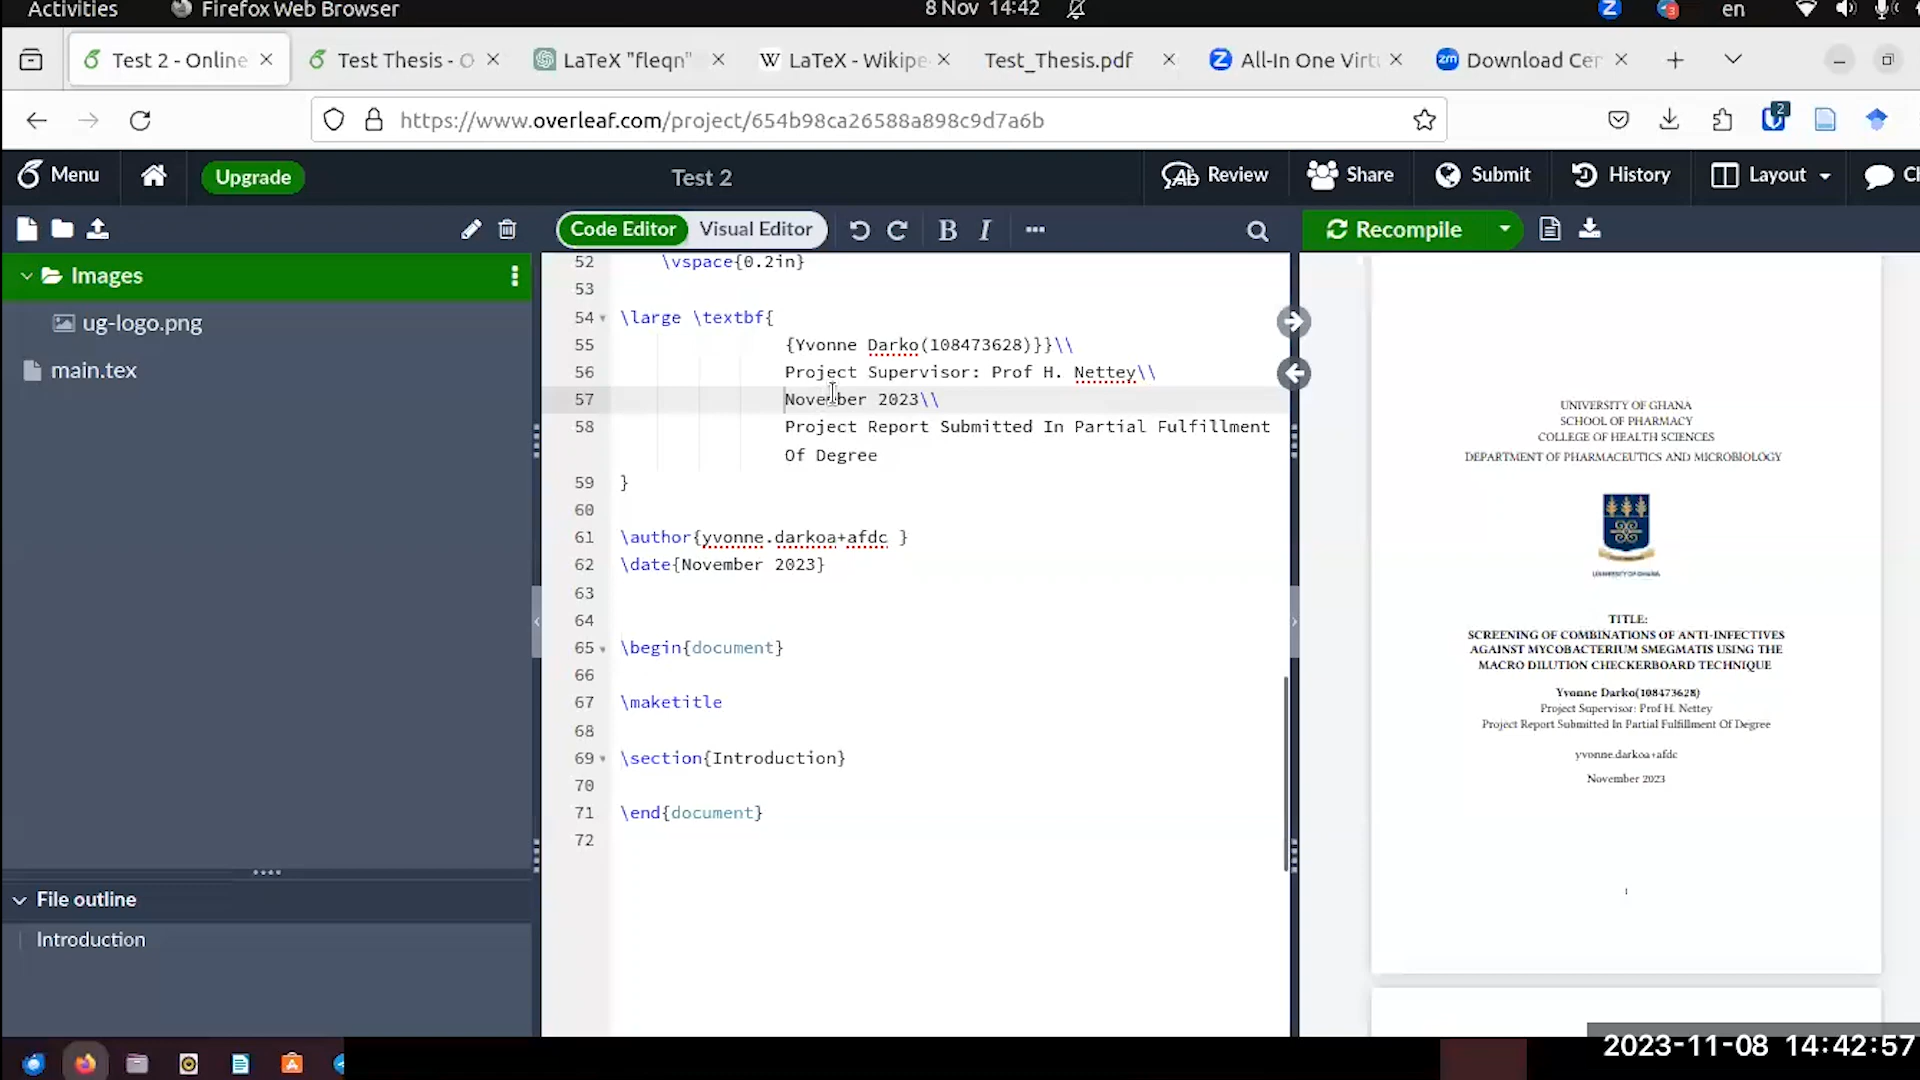 Activities
Firefox Web Browser
8 Nov 14:42
en
Test 2 - Online
Test Thesis - O
LaTeX "fleqn"
LaTeX - Wikipe
Test_Thesis.pdf
All-In One Virtu
Download Cen
https://www.overleaf.com/project/654b98ca26588a898c9d7a6b
2
Menu
Upgrade
Test 2
Review
Share
Submit
History
Layout
Ch
Code Editor
Visual Editor
B
I
Recompile
Images
ug-logo.png
main.tex
File outline
Introduction
52 \vspace{0.2in}
53
54 \large \textbf{
55 {Yvonne Darko(108473628)}}\\
56 Project Supervisor: Prof H. Nettey\\
57 November 2023\\
58 Project Report Submitted In Partial Fulfillment
Of Degree
59 }
60
61 \author{yvonne.darkoa+afdc }
62 \date{November 2023}
63
64
65 \begin{document}
66
67 \maketitle
68
69 \section{Introduction}
70
71 \end{document}
72
UNIVERSITY OF GHANA
SCHOOL OF PHARMACY
COLLEGE OF HEALTH SCIENCES
DEPARTMENT OF PHARMACEUTICS AND MICROBIOLOGY
UNIVERSITY OF GHANA
TITLE:
SCREENING OF COMBINATIONS OF ANTI-INFECTIVES
AGAINST MYCOBACTERIUM SMEGMATIS USING THE
MACRO DILUTION CHECKERBOARD TECHNIQUE
Yvonne Darko(108473628)
Project Supervisor: Prof H. Nettey
Project Report Submitted In Partial Fulfillment Of Degree
yvonne.darkoa+afdc
November 2023
1
2023-11-08 14:42:57